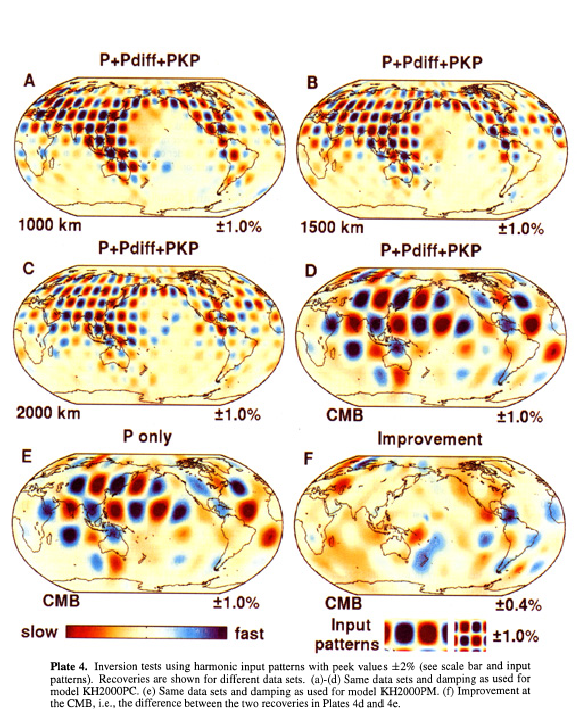 P+Pdiff+PKP P+Pdiff+PKP
A B
1000 km ±1.0% 1500 km ±1.0%
P+Pdiff+PKP P+Pdiff+PKP
C D
2000 km ±1.0% CMB ±1.0%
P only Improvement
E F
CMB ±1.0% CMB ±0.4%
slow fast Input patterns ±1.0%
Plate 4. Inversion tests using harmonic input patterns with peek values ±2% (see scale bar and input
patterns). Recoveries are shown for different data sets. (a)-(d) Same data sets and damping as used for
model KH2000PC. (e) Same data sets and damping as used for model KH2000PM. (f) Improvement at
the CMB, i.e., the difference between the two recoveries in Plates 4d and 4e.